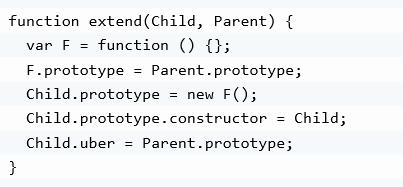 function extend(Child, Parent) {
  var F = function () {};
  F.prototype = Parent.prototype;
  Child.prototype = new F();
  Child.prototype.constructor = Child;
  Child.uber = Parent.prototype;
}